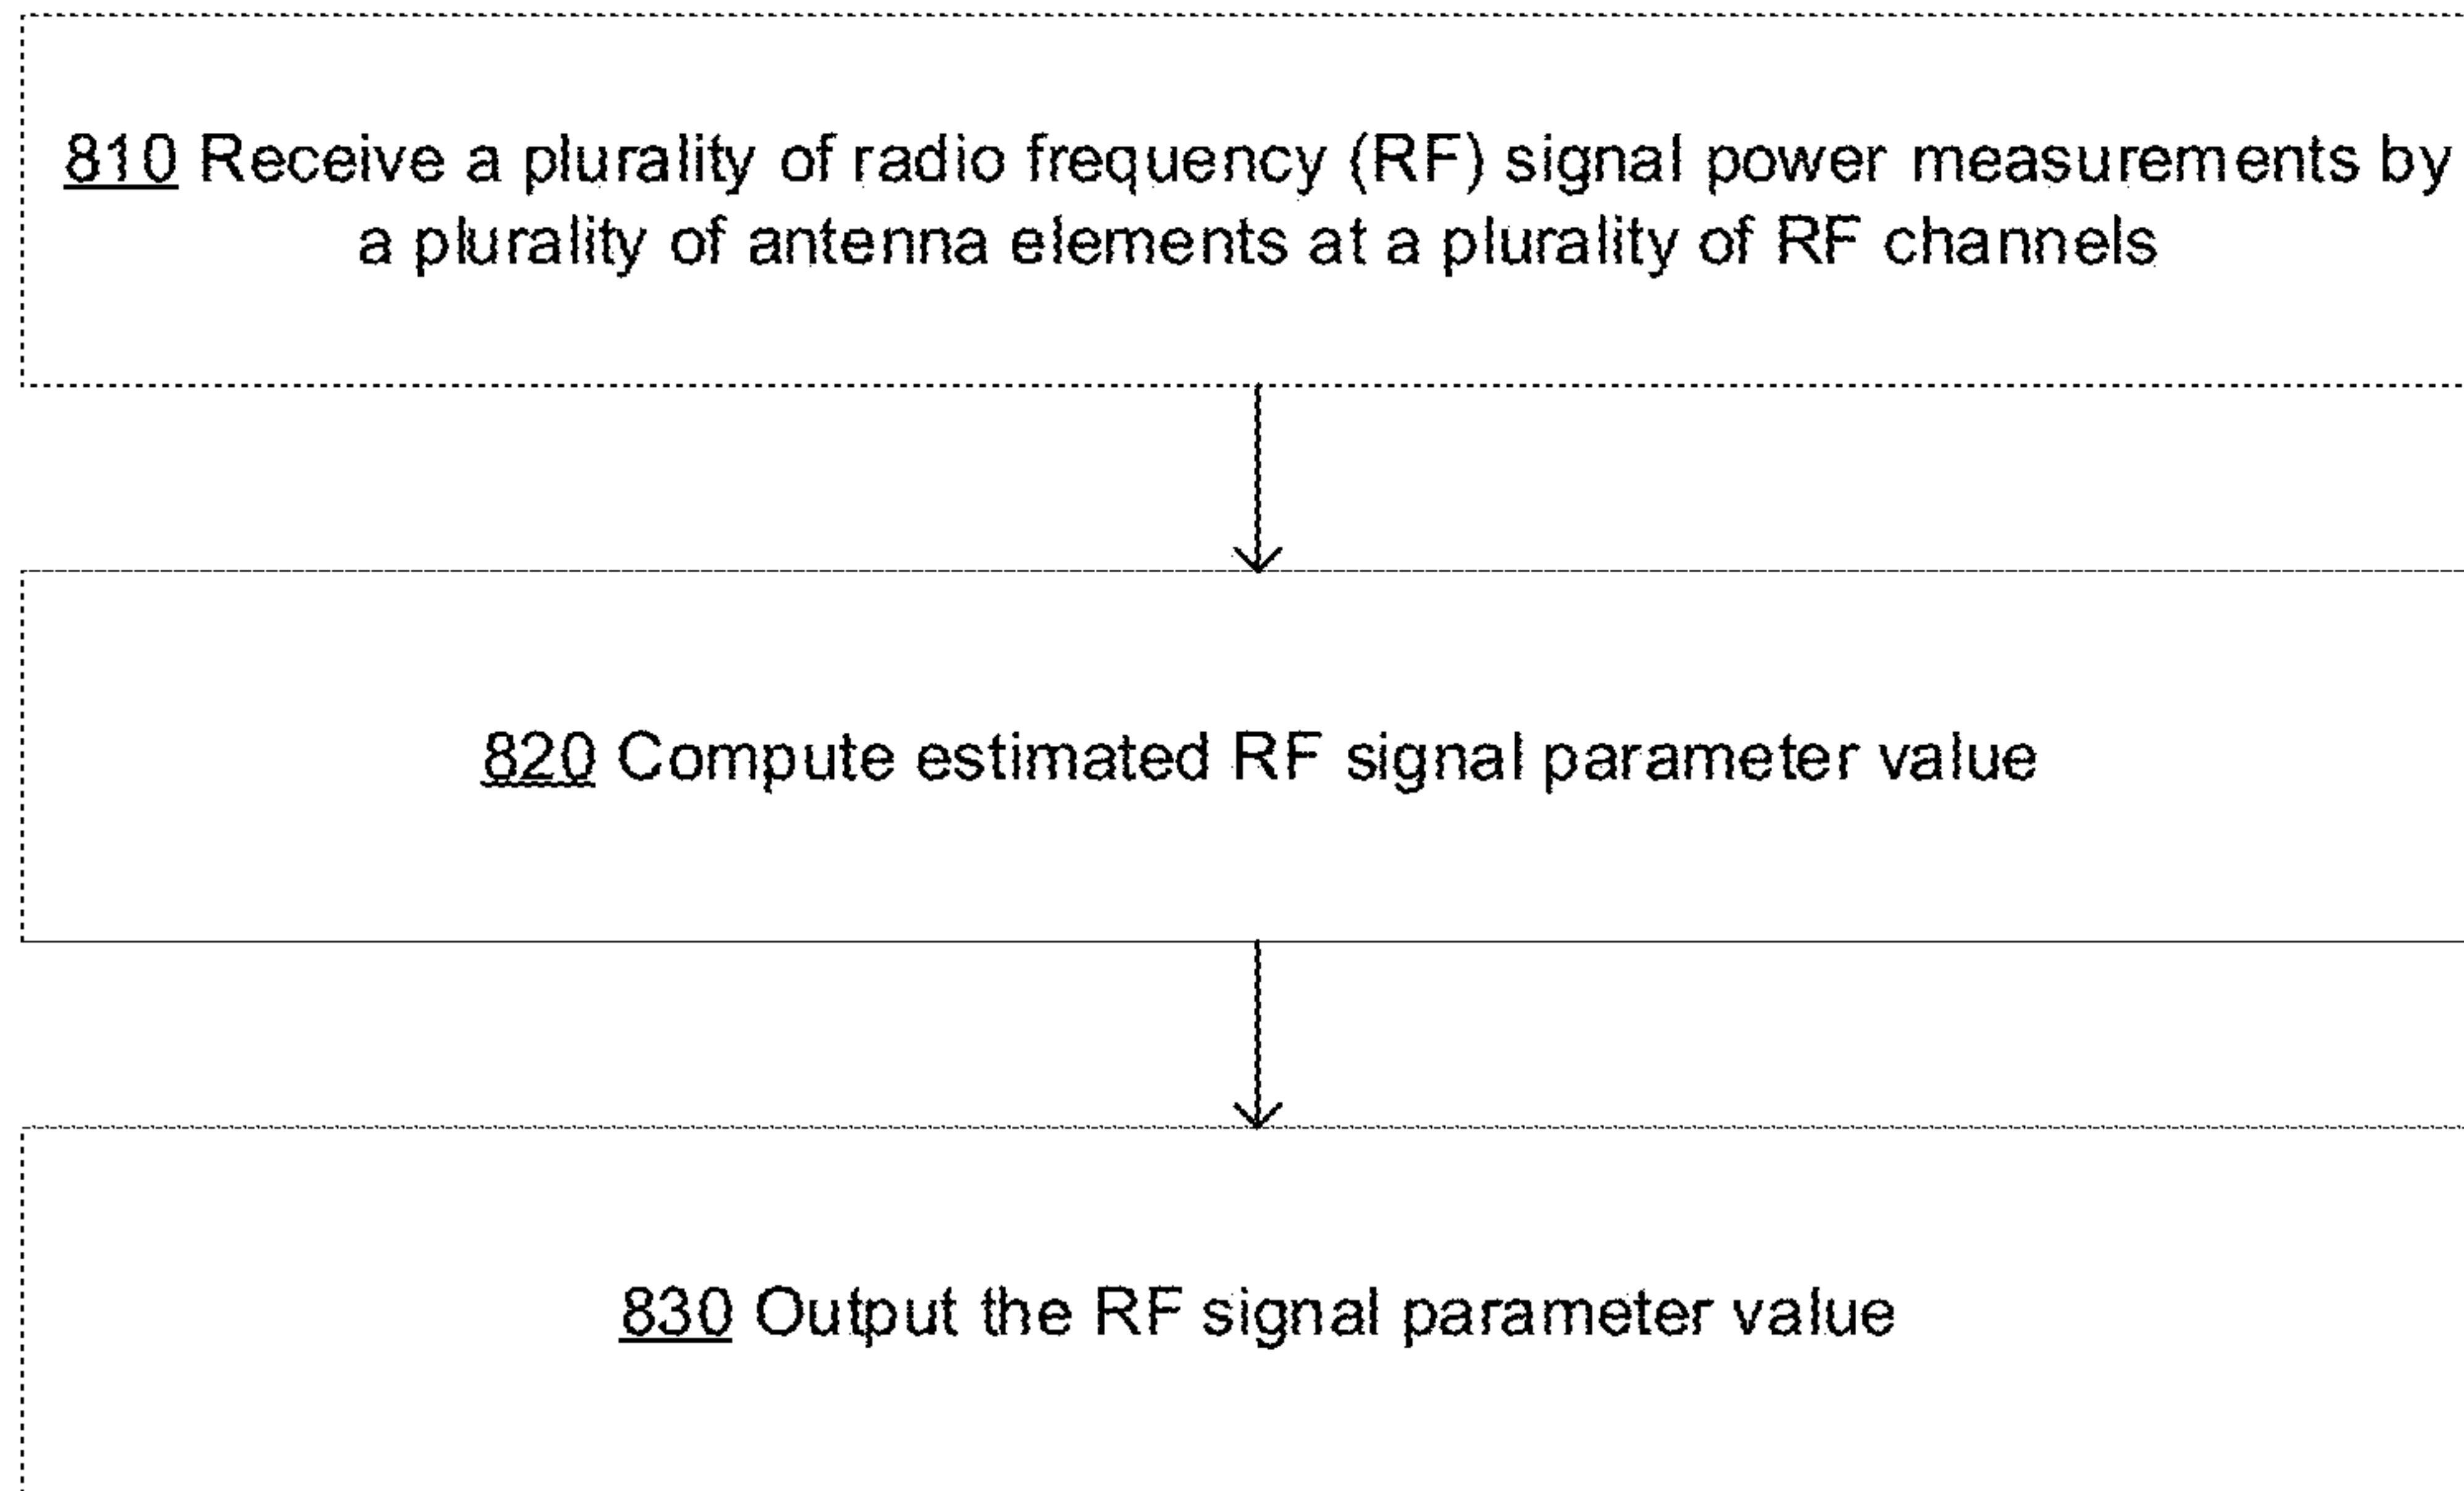 810 Receive a plurality of radio frequency (RF) signal power measurements by
a plurality of antenna elements at a plurality of RF channels
820 Compute estimated RF signal parameter value
830 Output the RF signal parameter value